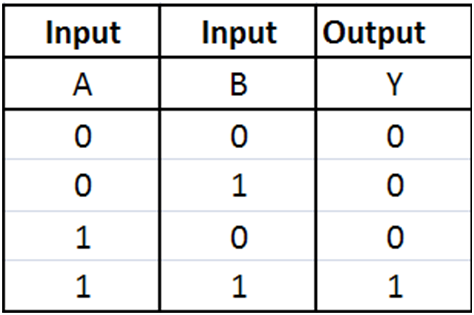 Input Input Output
A B Y
0 0 0
0 1 0
1 0 0
1 1 1